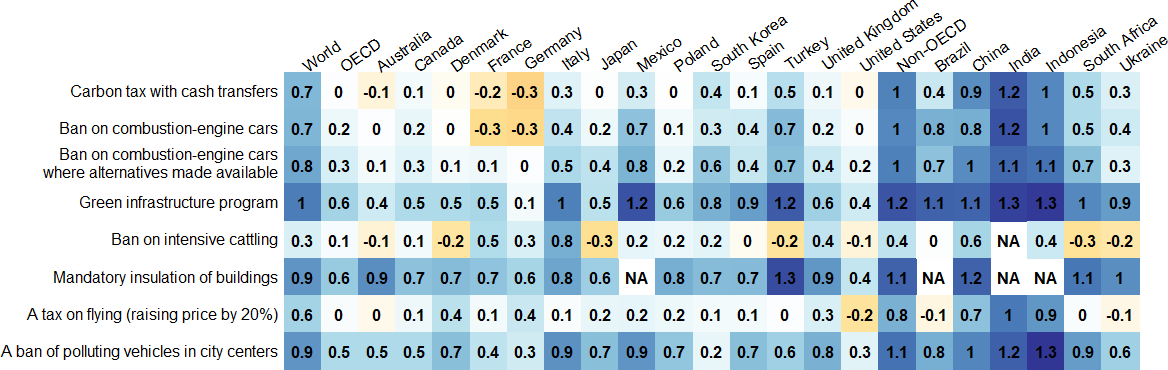 World OECD Australia Canada Denmark France Germany Italy Japan Mexico Poland South Korea Spain Turkey United Kingdom United States Non-OECD Brazil China India Indonesia South Africa Ukraine
Carbon tax with cash transfers 0.7 0 -0.1 0.1 0 -0.2 -0.3 0.3 0 0.3 0 0.4 0.1 0.5 0.1 0 1 0.4 0.9 1.2 1 0.5 0.3
Ban on combustion-engine cars 0.7 0.2 0 0.2 0 -0.3 -0.3 0.4 0.2 0.7 0.1 0.3 0.4 0.7 0.2 0 1 0.8 0.8 1.2 1 0.5 0.4
Ban on combustion-engine cars
where alternatives made available 0.8 0.3 0.1 0.3 0.1 0.1 0 0.5 0.4 0.8 0.2 0.6 0.4 0.7 0.4 0.2 1 0.7 1 1.1 1.1 0.7 0.3
Green infrastructure program 1 0.6 0.4 0.5 0.5 0.5 0.1 1 0.5 1.2 0.6 0.8 0.9 1.2 0.6 0.4 1.2 1.1 1.1 1.3 1.3 1 0.9
Ban on intensive cattling 0.3 0.1 -0.1 0.1 -0.2 0.5 0.3 0.8 -0.3 0.2 0.2 0.2 0 -0.2 0.4 -0.1 0.4 0 0.6 NA 0.4 -0.3 -0.2
Mandatory insulation of buildings 0.9 0.6 0.9 0.7 0.7 0.7 0.6 0.8 0.6 NA 0.8 0.7 0.7 1.3 0.9 0.4 1.1 NA 1.2 NA NA 1.1 1
A tax on flying (raising price by 20%) 0.6 0 0 0.1 0.4 0.1 0.4 0.1 0.2 0.2 0.2 0.1 0.1 0 0.3 -0.2 0.8 -0.1 0.7 1 0.9 0 -0.1
A ban of polluting vehicles in city centers 0.9 0.5 0.5 0.5 0.7 0.4 0.3 0.9 0.7 0.9 0.7 0.2 0.7 0.6 0.8 0.3 1.1 0.8 1 1.2 1.3 0.9 0.6